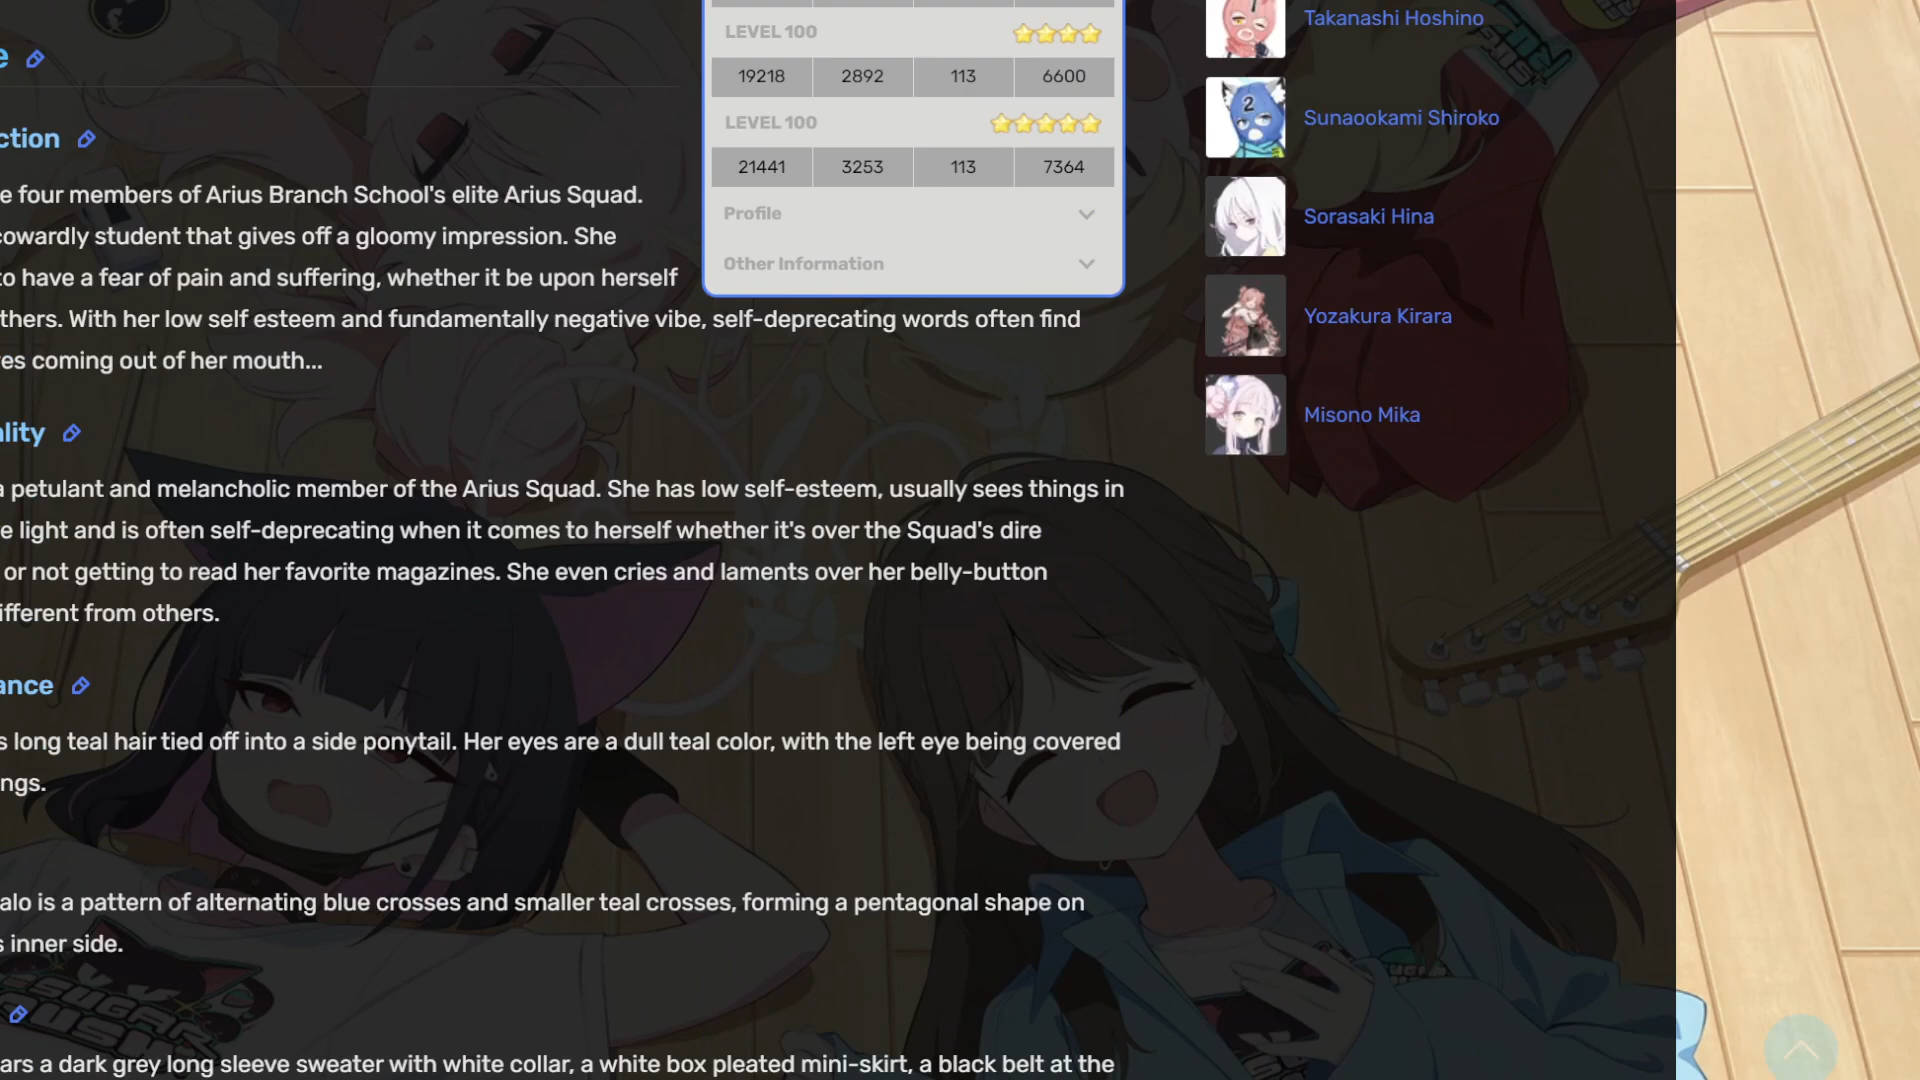 e
ction
e four members of Arius Branch School's elite Arius Squad.
cowardly student that gives off a gloomy impression. She
to have a fear of pain and suffering, whether it be upon herself
thers. With her low self esteem and fundamentally negative vibe, self-deprecating words often find
es coming out of her mouth...
ality
a petulant and melancholic member of the Arius Squad. She has low self-esteem, usually sees things in
e light and is often self-deprecating when it comes to herself whether it's over the Squad's dire
or not getting to read her favorite magazines. She even cries and laments over her belly-button
ifferent from others.
ance
s long teal hair tied off into a side ponytail. Her eyes are a dull teal color, with the left eye being covered
ngs.
alo is a pattern of alternating blue crosses and smaller teal crosses, forming a pentagonal shape on
s inner side.
ars a dark grey long sleeve sweater with white collar, a white box pleated mini-skirt, a black belt at the
LEVEL 100
19218 2892 113 6600
LEVEL 100
21441 3253 113 7364
Profile
Other Information
Takanashi Hoshino
2
Sunaookami Shiroko
Sorasaki Hina
Yozakura Kirara
Misono Mika
SUGAR
RUSH